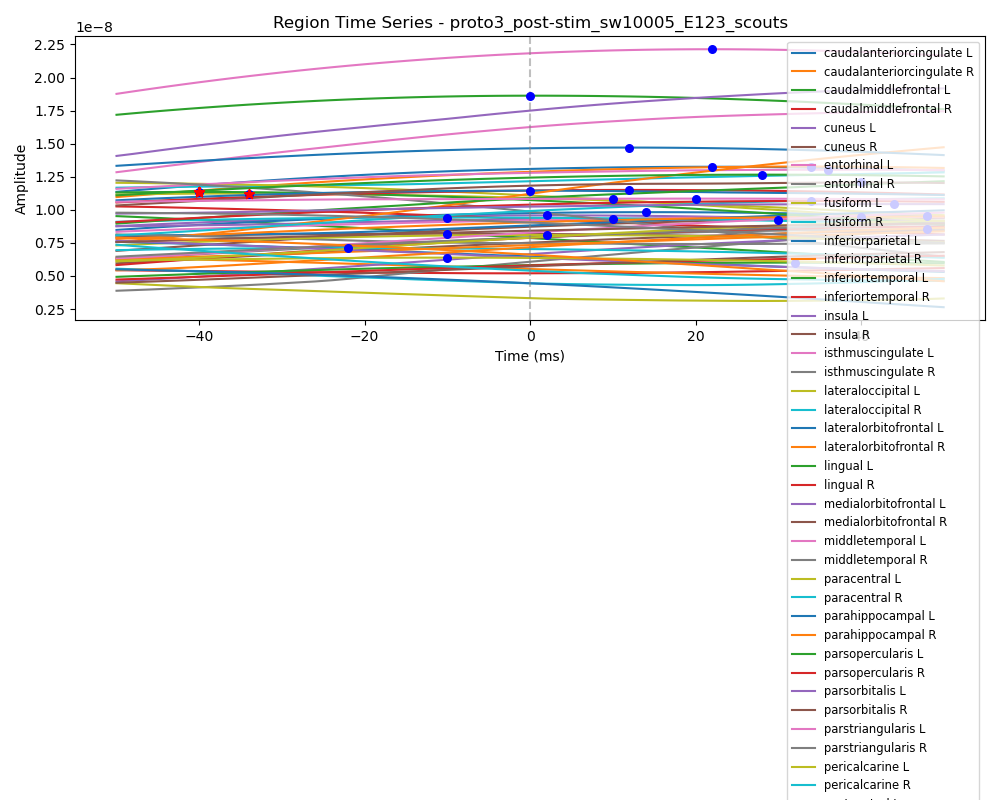 Region Time Series - proto3_post-stim_sw10005_E123_scouts
1e−8
2.25
2.00
1.75
1.50
1.25
1.00
0.75
0.50
0.25
Amplitude
−40
−20
0
20
40
Time (ms)
caudalanteriorcingulate L
caudalanteriorcingulate R
caudalmiddlefrontal L
caudalmiddlefrontal R
cuneus L
cuneus R
entorhinal L
entorhinal R
fusiform L
fusiform R
inferiorparietal L
inferiorparietal R
inferiortemporal L
inferiortemporal R
insula L
insula R
isthmuscingulate L
isthmuscingulate R
lateraloccipital L
lateraloccipital R
lateralorbitofrontal L
lateralorbitofrontal R
lingual L
lingual R
medialorbitofrontal L
medialorbitofrontal R
middletemporal L
middletemporal R
paracentral L
paracentral R
parahippocampal L
parahippocampal R
parsopercularis L
parsopercularis R
parsorbitalis L
parsorbitalis R
parstriangularis L
parstriangularis R
pericalcarine L
pericalcarine R